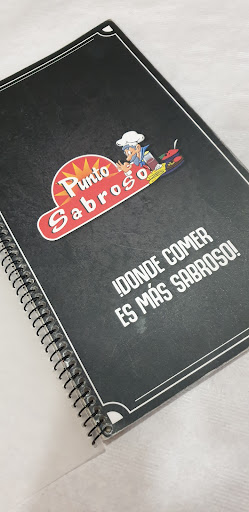 Punto
Sabroso
¡DONDE COMER
ES MÁS SABROSO!